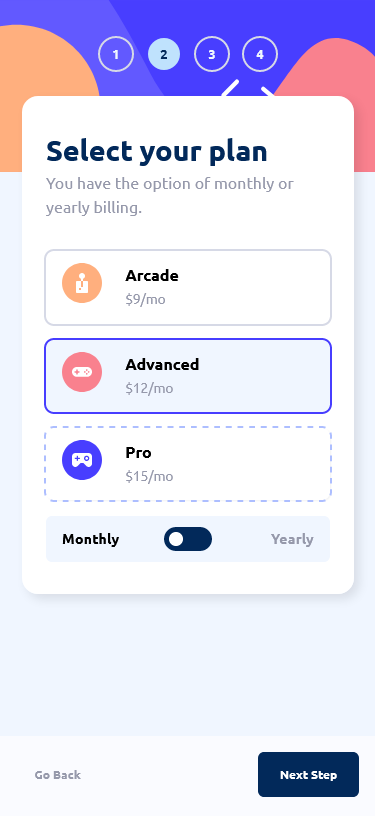 1 2 3 4
Select your plan
You have the option of monthly or
yearly billing.
Arcade
$9/mo
Advanced
$12/mo
Pro
$15/mo
Monthly Yearly
Go Back Next Step